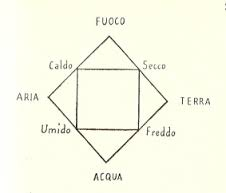 FUOCO
Caldo Secco
ARIA TERRA
Umido Freddo
ACQUA